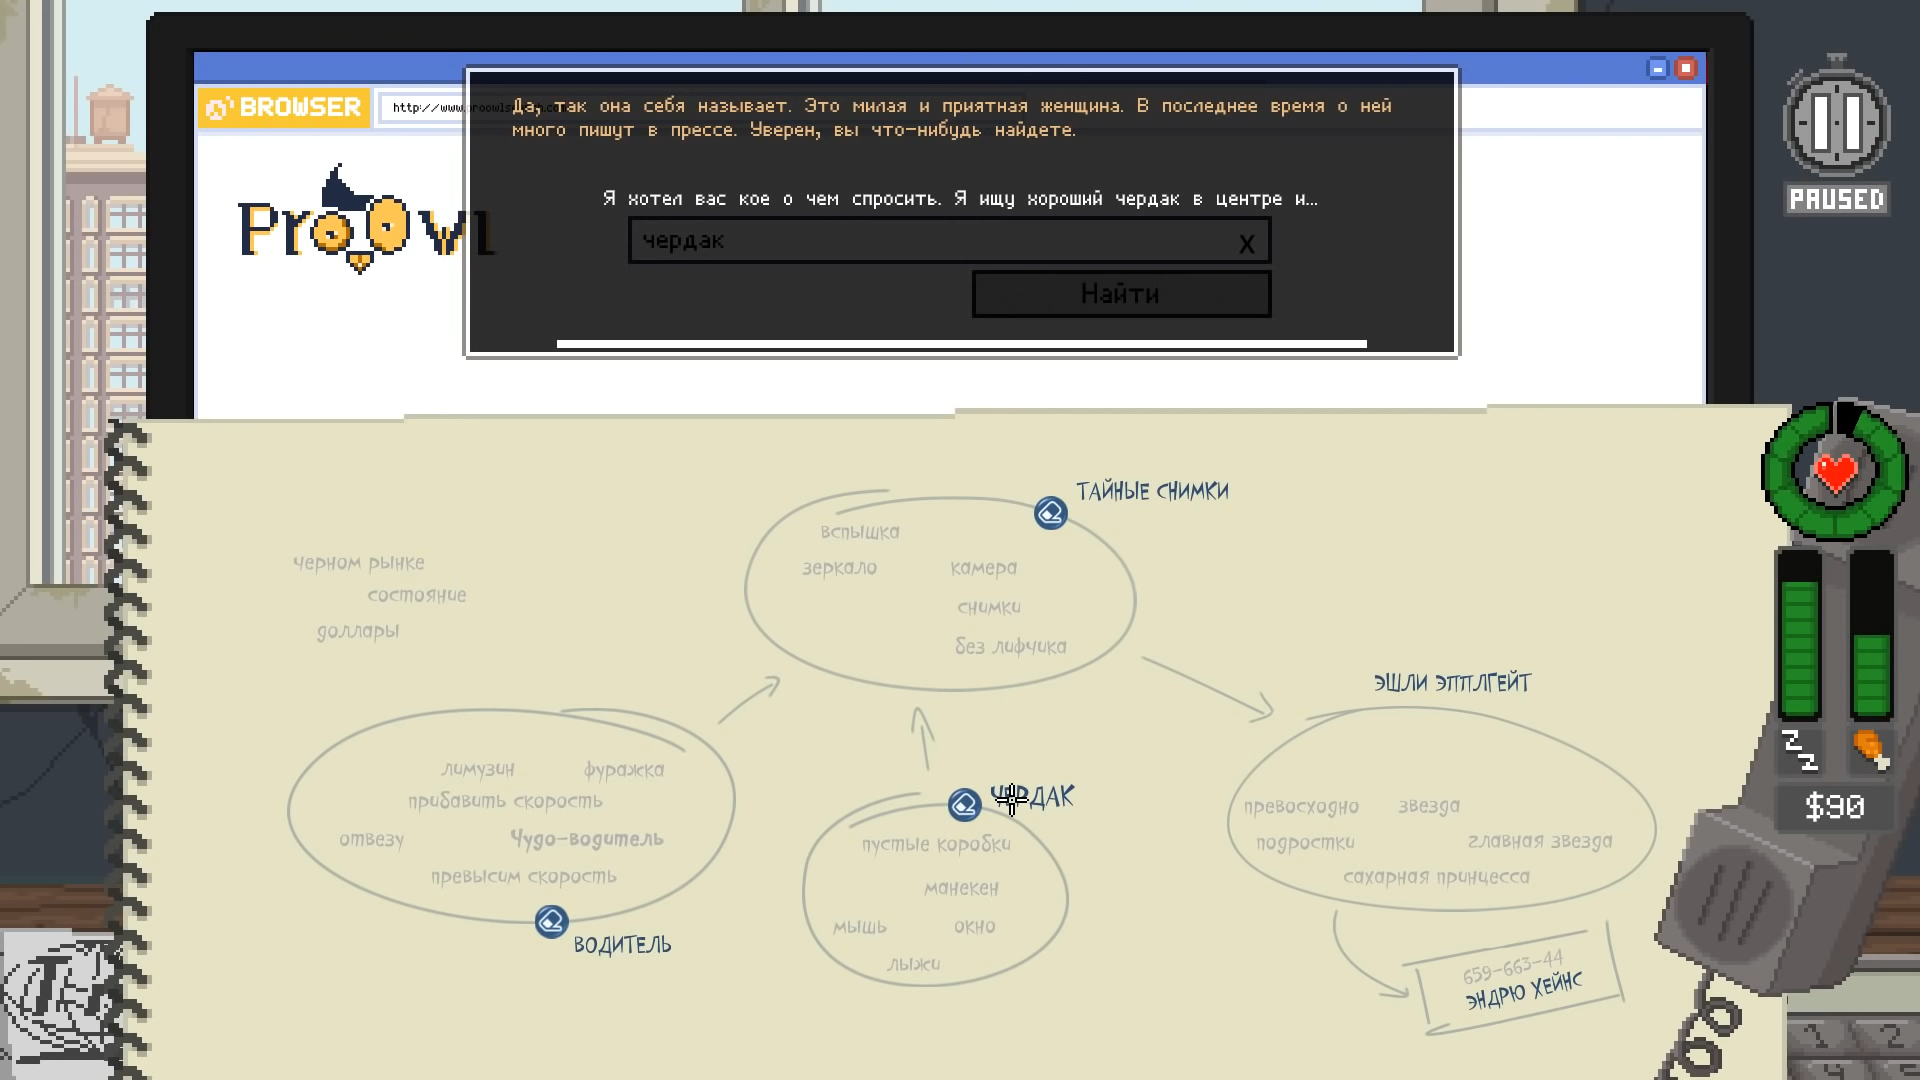 BROWSER
http://www.proowlse
Да, так она себя называет. Это милая и приятная женщина. В последнее время о ней
много пишут в прессе. Уверен, вы что-нибудь найдете.
PrOOwl
Я хотел вас кое о чем спросить. Я ищу хороший чердак в центре и...
чердак X
Найти
PAUSED
ТАЙНЫЕ СНИМКИ
вспышка
зеркало камера
снимки
без лифчика
черном рынке
состояние
доллары
ЭШЛИ ЭППЛГЕЙТ
превосходно звезда
подростки главная звезда
сахарная принцесса
лимузин фуражка
прибавить скорость
отвезу Чудо-водитель
превысим скорость
ВОДИТЕЛЬ
ЧЕРДАК
пустые коробки
манекен
мышь окно
лыжи
659-663-44
ЭНДРЮ ХЕЙНС
ZZ
$90
1 2